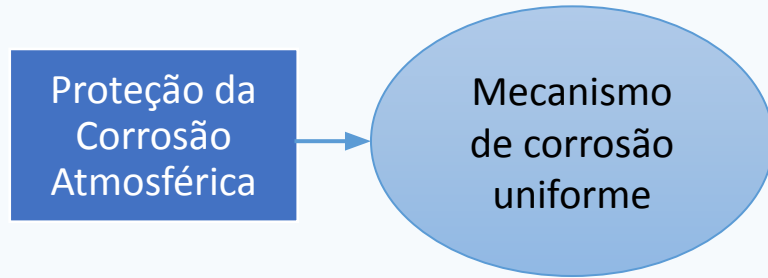 Proteção da
Corrosão
Atmosférica
Mecanismo
de corrosão
uniforme